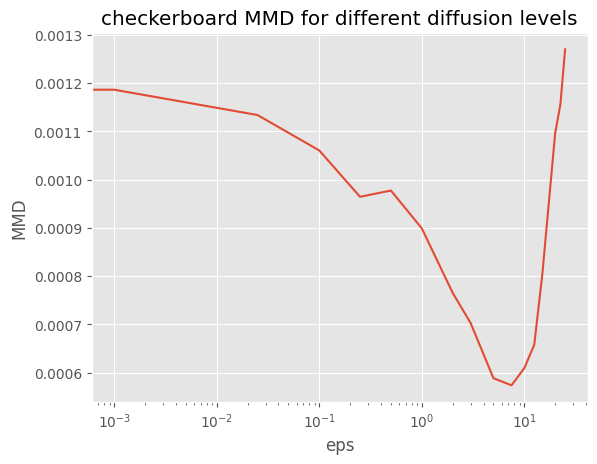 checkerboard MMD for different diffusion levels
0.0013
0.0012
0.0011
0.0010
0.0009
0.0008
0.0007
0.0006
MMD
10⁻³ 10⁻² 10⁻¹ 10⁰ 10¹
eps